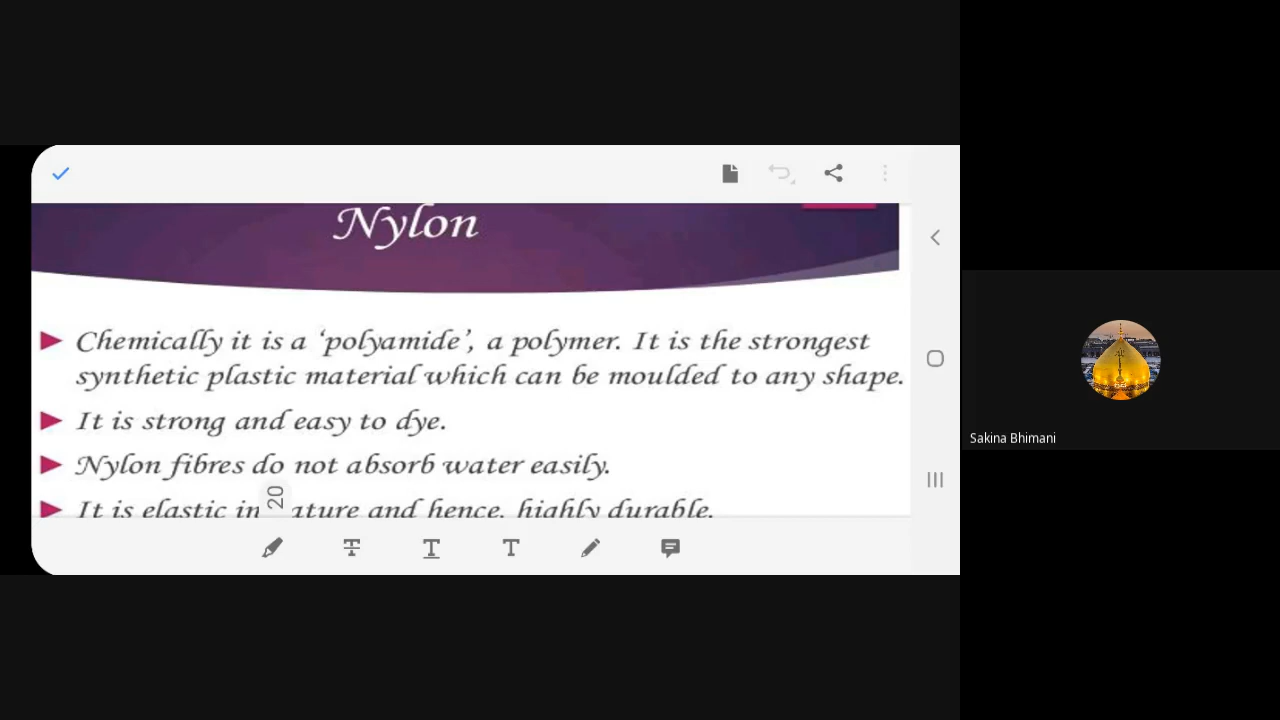 Nylon
Chemically it is a ‘polyamide’, a polymer. It is the strongest
synthetic plastic material which can be moulded to any shape.
It is strong and easy to dye.
Nylon fibres do not absorb water easily.
It is elastic in ature and hence, highly durable.
20
Sakina Bhimani